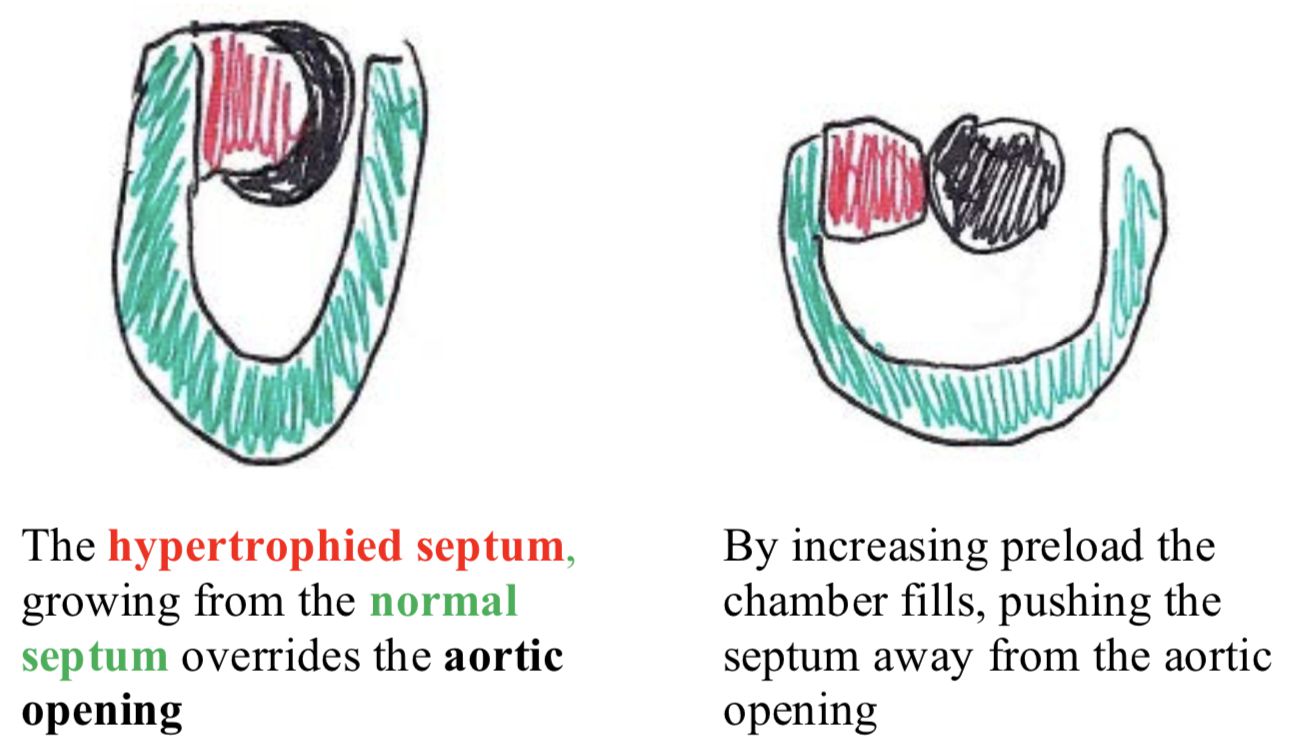 The hypertrophied septum,
growing from the normal
septum overrides the aortic
opening
By increasing preload the
chamber fills, pushing the
septum away from the aortic
opening